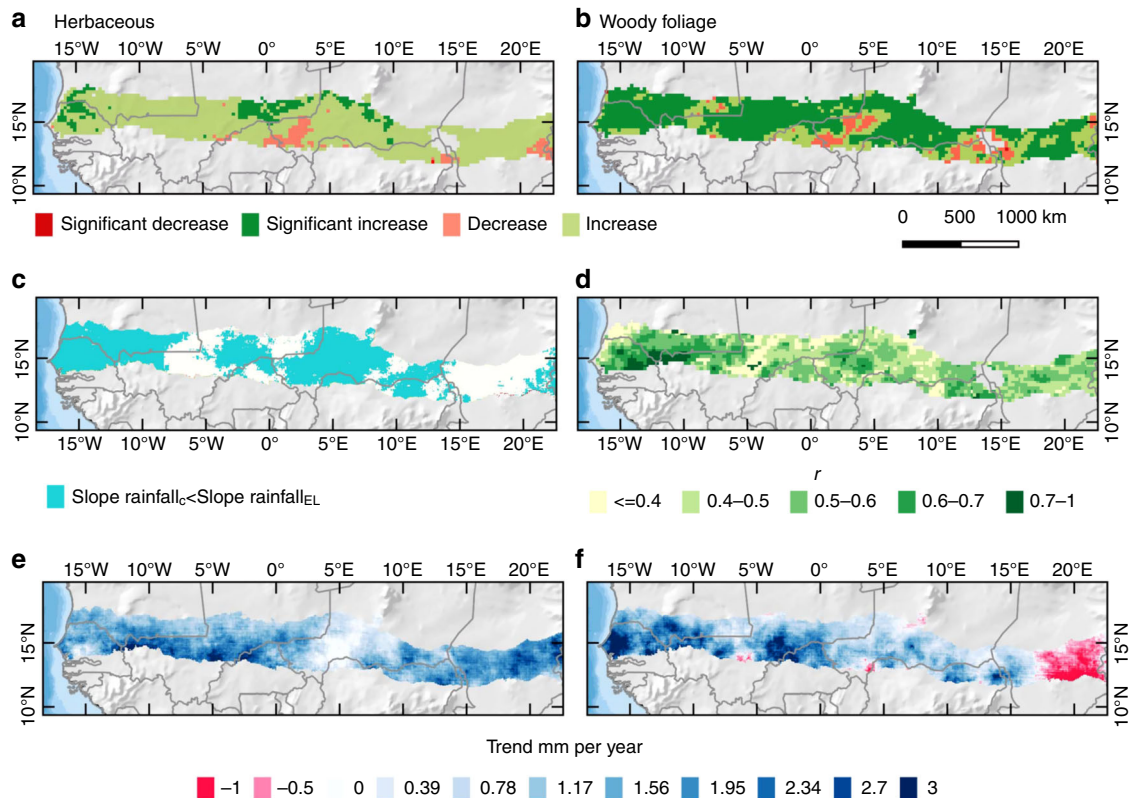 a Herbaceous
15°W 10°W 5°W 0° 5°E 10°E 15°E 20°E
15°N
10°N
b Woody foliage
15°W 10°W 5°W 0° 5°E 10°E 15°E 20°E
15°N
10°N
Significant decrease Significant increase Decrease Increase
0 500 1000 km
c
15°N
10°N
15°W 10°W 5°W 0° 5°E 10°E 15°E 20°E
Slope rainfallc<Slope rainfallEL
d
15°N
10°N
15°W 10°W 5°W 0° 5°E 10°E 15°E 20°E
r
<=0.4 0.4–0.5 0.5–0.6 0.6–0.7 0.7–1
e
15°W 10°W 5°W 0° 5°E 10°E 15°E 20°E
15°N
10°N
f
15°W 10°W 5°W 0° 5°E 10°E 15°E 20°E
15°N
10°N
Trend mm per year
–1 –0.5 0 0.39 0.78 1.17 1.56 1.95 2.34 2.7 3